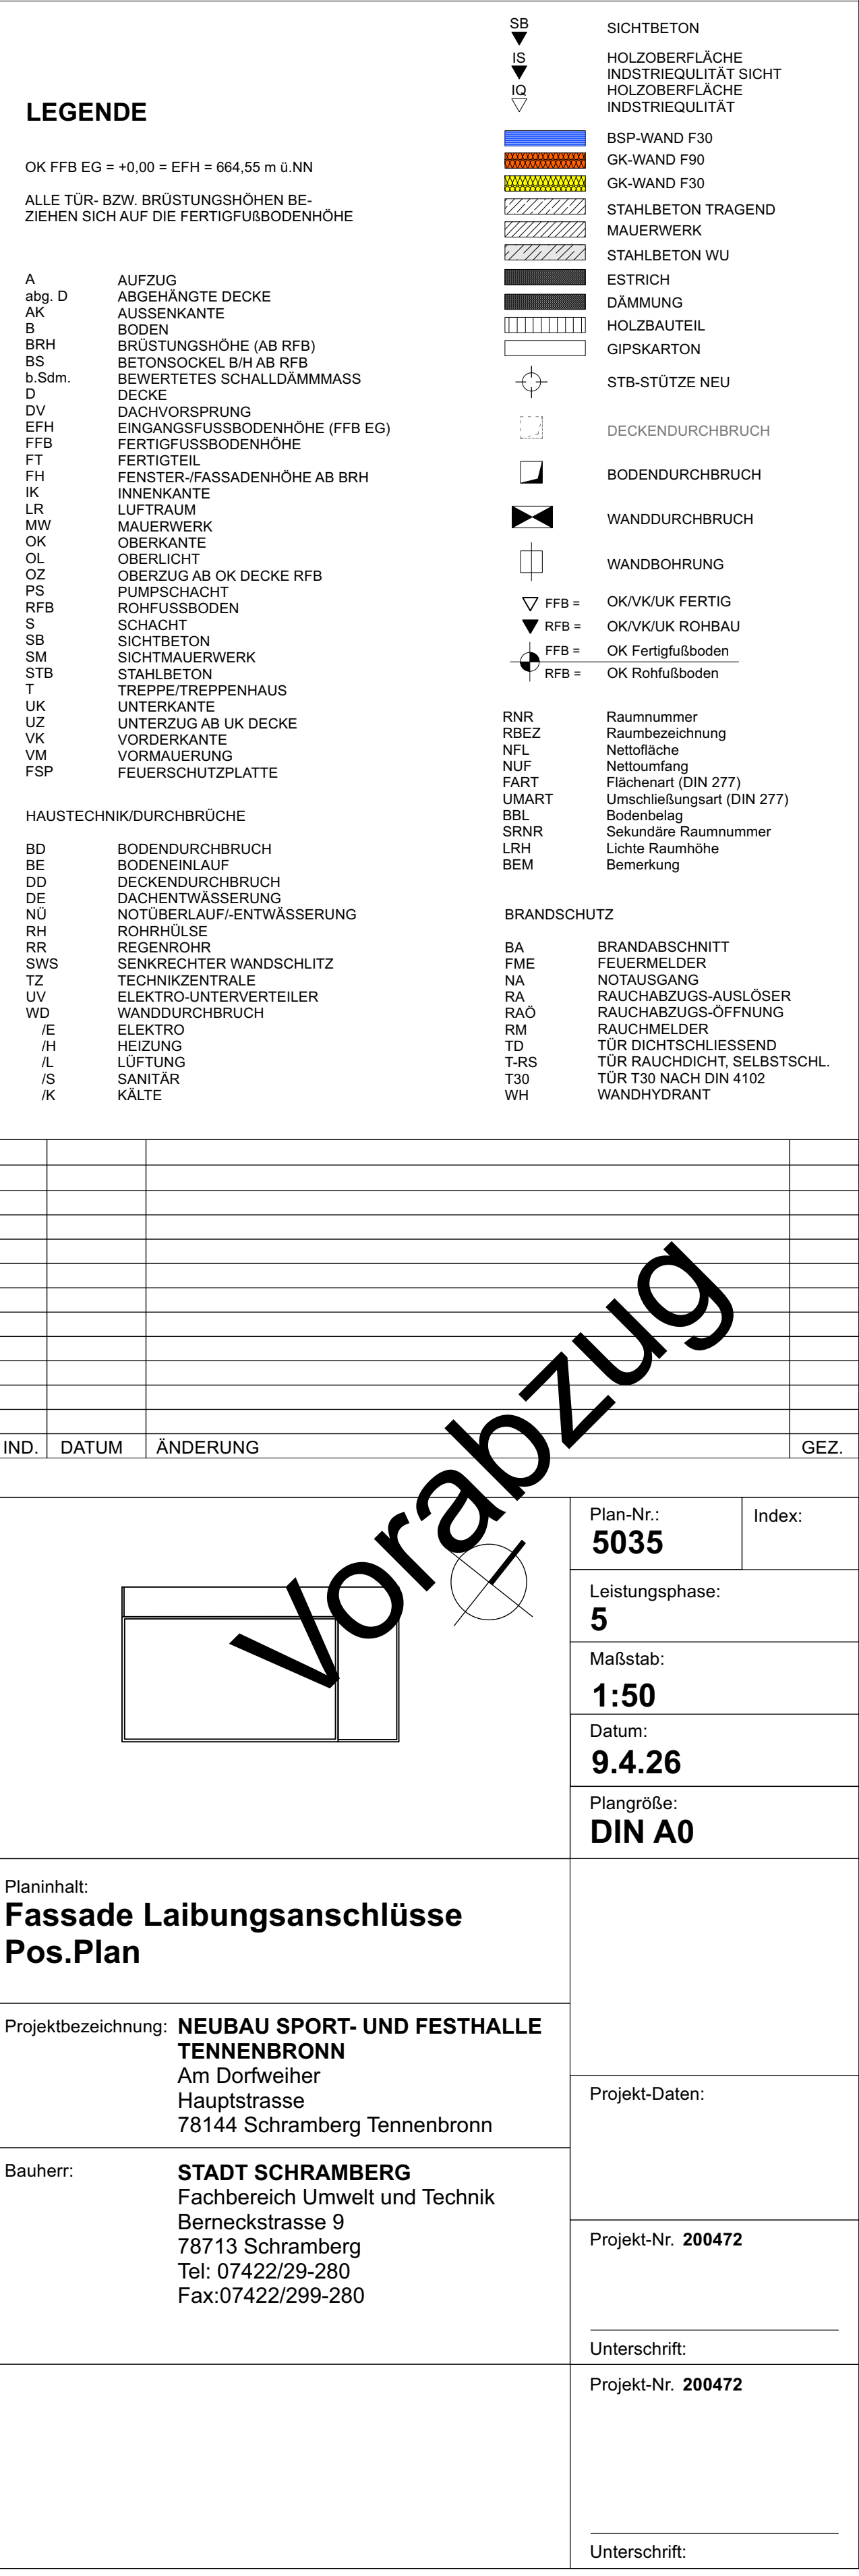 LEGENDE
OK FFB EG = +0,00 = EFH = 664,55 m ü.NN
ALLE TÜR- BZW. BRÜSTUNGSHÖHEN BE-
ZIEHEN SICH AUF DIE FERTIGFUßBODENHÖHE
A AUFZUG
abg. D ABGEHÄNGTE DECKE
AK AUSSENKANTE
B BODEN
BRH BRÜSTUNGSHÖHE (AB RFB)
BS BETONSOCKEL B/H AB RFB
b.Sdm. BEWERTETES SCHALLDÄMMMASS
D DECKE
DV DACHVORSPRUNG
EFH EINGANGSFUSSBODENHÖHE (FFB EG)
FFB FERTIGFUSSBODENHÖHE
FT FERTIGTEIL
FH FENSTER-/FASSADENHÖHE AB BRH
IK INNENKANTE
LR LUFTRAUM
MW MAUERWERK
OK OBERKANTE
OL OBERLICHT
OZ OBERZUG AB OK DECKE RFB
PS PUMPSCHACHT
RFB ROHFUSSBODEN
S SCHACHT
SB SICHTBETON
SM SICHTMAUERWERK
STB STAHLBETON
T TREPPE/TREPPENHAUS
UK UNTERKANTE
UZ UNTERZUG AB UK DECKE
VK VORDERKANTE
VM VORMAUERUNG
FSP FEUERSCHUTZPLATTE
HAUSTECHNIK/DURCHBRÜCHE
BD BODENDURCHBRUCH
BE BODENEINLAUF
DD DECKENDURCHBRUCH
DE DACHENTWÄSSERUNG
NÜ NOTÜBERLAUF/-ENTWÄSSERUNG
RH ROHRHÜLSE
RR REGENROHR
SWS SENKRECHTER WANDSCHLITZ
TZ TECHNIKZENTRALE
UV ELEKTRO-UNTERVERTEILER
WD WANDDURCHBRUCH
/E ELEKTRO
/H HEIZUNG
/L LÜFTUNG
/S SANITÄR
/K KÄLTE
SB SICHTBETON
IS HOLZOBERFLÄCHE
INDSTRIEQULITÄT SICHT
IQ HOLZOBERFLÄCHE
INDSTRIEQULITÄT
BSP-WAND F30
GK-WAND F90
GK-WAND F30
STAHLBETON TRAGEND
MAUERWERK
STAHLBETON WU
ESTRICH
DÄMMUNG
HOLZBAUTEIL
GIPSKARTON
STB-STÜTZE NEU
DECKENDURCHBRUCH
BODENDURCHBRUCH
WANDDURCHBRUCH
WANDBOHRUNG
FFB = OK/VK/UK FERTIG
RFB = OK/VK/UK ROHBAU
FFB = OK Fertigfußboden
RFB = OK Rohfußboden
RNR Raumnummer
RBEZ Raumbezeichnung
NFL Nettofläche
NUF Nettoumfang
FART Flächenart (DIN 277)
UMART Umschließungsart (DIN 277)
BBL Bodenbelag
SRNR Sekundäre Raumnummer
LRH Lichte Raumhöhe
BEM Bemerkung
BRANDSCHUTZ
BA BRANDABSCHNITT
FME FEUERMELDER
NA NOTAUSGANG
RA RAUCHABZUGS-AUSLÖSER
RAÖ RAUCHABZUGS-ÖFFNUNG
RM RAUCHMELDER
TD TÜR DICHTSCHLIESSEND
T-RS TÜR RAUCHDICHT, SELBSTSCHL.
T30 TÜR T30 NACH DIN 4102
WH WANDHYDRANT
IND. DATUM ÄNDERUNG GEZ.
Vorabzug
Plan-Nr.: Index:
5035
Leistungsphase:
5
Maßstab:
1:50
Datum:
9.4.26
Plangröße:
DIN A0
Planinhalt:
Fassade Laibungsanschlüsse
Pos.Plan
Projektbezeichnung: NEUBAU SPORT- UND FESTHALLE
TENNENBRONN
Am Dorfweiher
Hauptstrasse
78144 Schramberg Tennenbronn
Projekt-Daten:
Bauherr: STADT SCHRAMBERG
Fachbereich Umwelt und Technik
Berneckstrasse 9
78713 Schramberg
Tel: 07422/29-280
Fax:07422/299-280
Projekt-Nr. 200472
Unterschrift:
Projekt-Nr. 200472
Unterschrift: